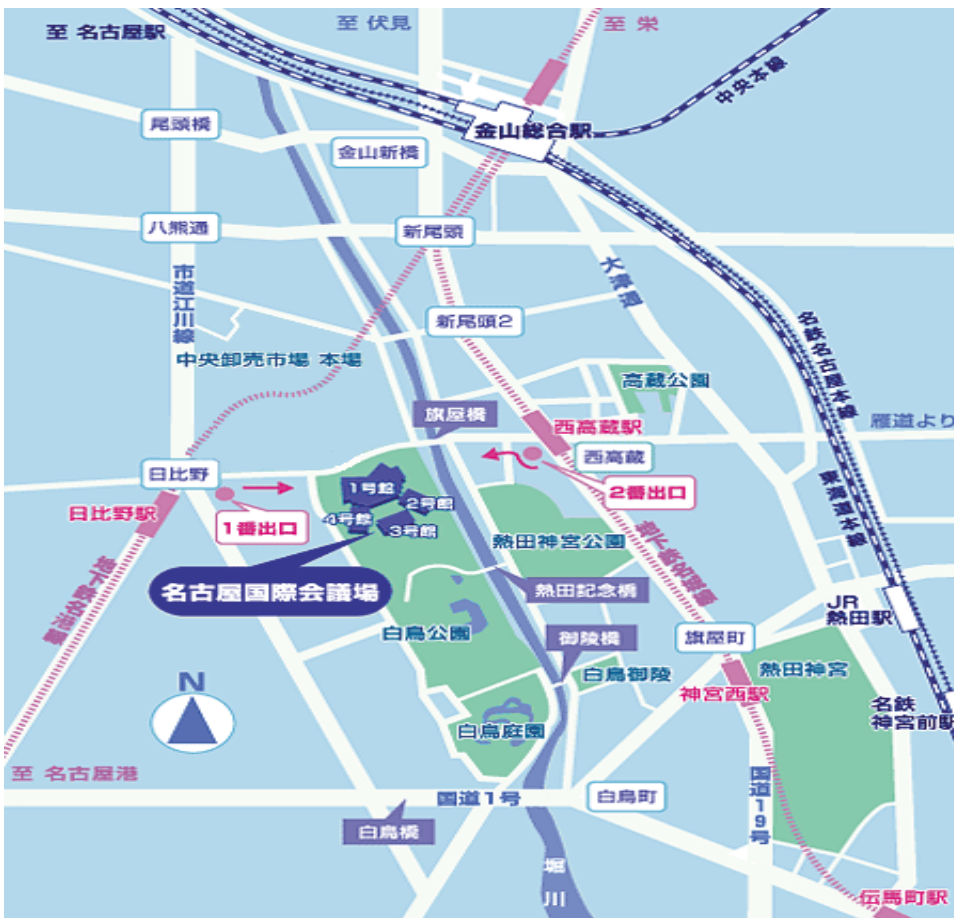 至 名古屋駅
至 伏見
至 栄
中央本線
尾頭橋
金山総合駅
金山新橋
八熊通
新尾頭
市道江川線
大津通
新尾頭2
名鉄名古屋本線
中央卸売市場 本場
高蔵公園
旗屋橋
西高蔵駅
雁道より
日比野
西高蔵
1号館
2号館
2番出口
日比野駅
1番出口
4号館
3号館
東海道本線
熱田神宮公園
地下鉄名城線
名古屋国際会議場
熱田記念橋
地下鉄名港線
JR
熱田駅
白鳥公園
御陵橋
旗屋町
N
白鳥御陵
熱田神宮
神宮西駅
名鉄
神宮前駅
白鳥庭園
至 名古屋港
国道1号
白鳥町
国道19号
白鳥橋
堀川
伝馬町駅